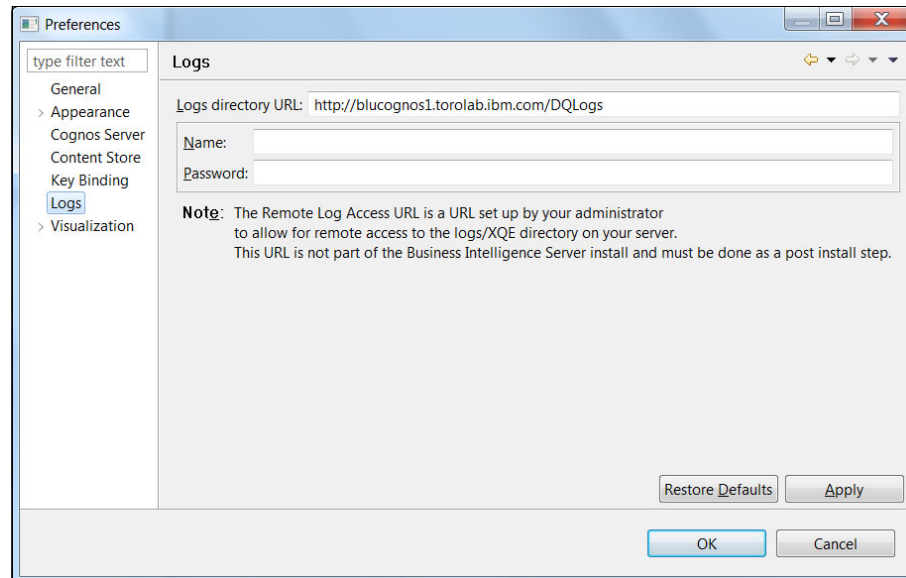 Preferences
type filter text
General
Appearance
Cognos Server
Content Store
Key Binding
Logs
Visualization
Logs
Logs directory URL: http://blucognos1.torolab.ibm.com/DQLogs
Name:
Password:
Note: The Remote Log Access URL is a URL set up by your administrator
to allow for remote access to the logs/XQE directory on your server.
This URL is not part of the Business Intelligence Server install and must be done as a post install step.
Restore Defaults Apply
OK Cancel